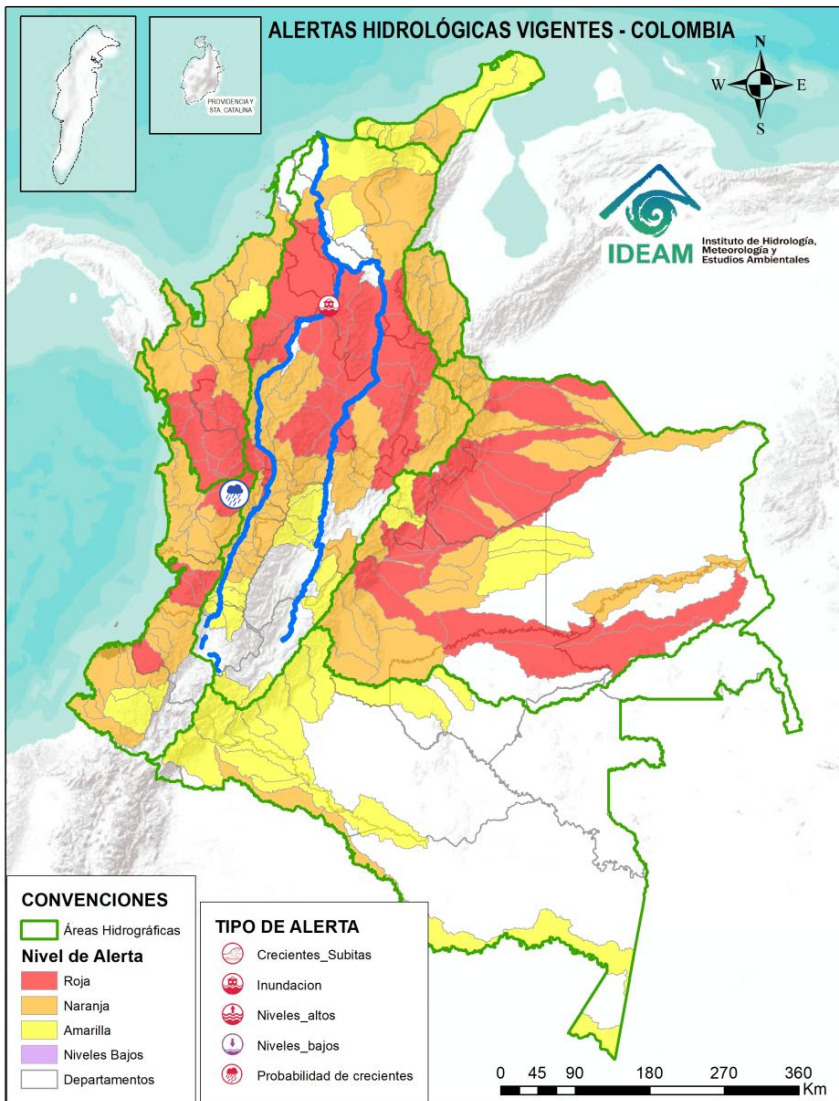 ALERTAS HIDROLÓGICAS VIGENTES - COLOMBIA
PROVIDENCIA Y
STA. CATALINA
N
W
E
S
IDEAM
Instituto de Hidrología,
Meteorología y
Estudios Ambientales
CONVENCIONES
Áreas Hidrográficas
Nivel de Alerta
Roja
Naranja
Amarilla
Niveles Bajos
Departamentos
TIPO DE ALERTA
Crecientes_Subitas
Inundacion
Niveles_altos
Niveles_bajos
Probabilidad de crecientes
0 45 90 180 270 360
Km